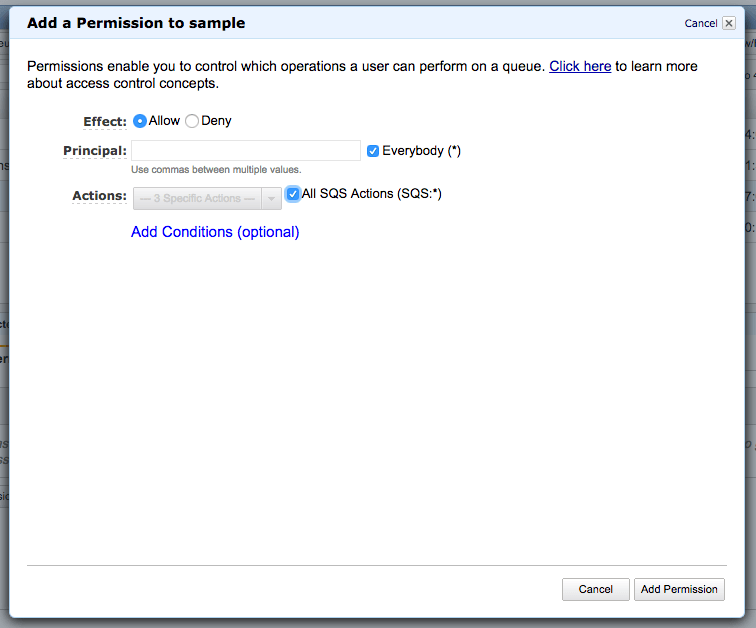 Add a Permission to sample
Cancel
Permissions enable you to control which operations a user can perform on a queue. Click here to learn more
about access control concepts.
Effect: Allow Deny
Principal: Everybody (*)
Use commas between multiple values.
Actions: --- 3 Specific Actions --- All SQS Actions (SQS:*)
Add Conditions (optional)
Cancel Add Permission